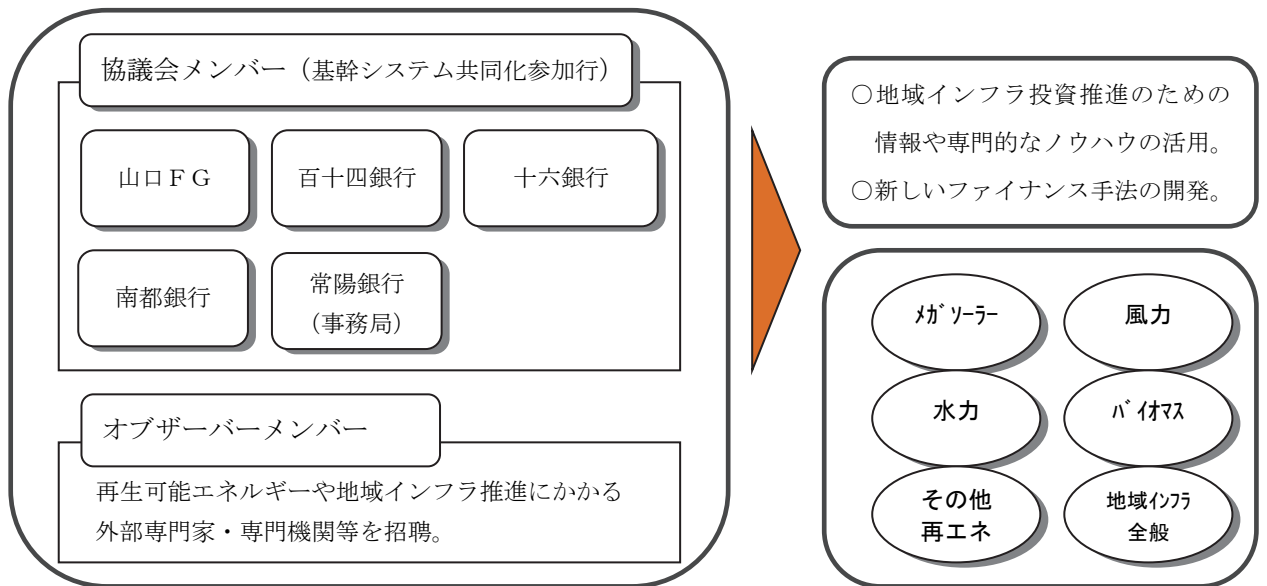 協議会メンバー（基幹システム共同化参加行）
山口ＦＧ
百十四銀行
十六銀行
南都銀行
常陽銀行
（事務局）
オブザーバーメンバー
再生可能エネルギーや地域インフラ推進にかかる
外部専門家・専門機関等を招聘。
○地域インフラ投資推進のための
情報や専門的なノウハウの活用。
○新しいファイナンス手法の開発。
ﾒｶﾞｿｰﾗｰ
風力
水力
ﾊﾞｲｵﾏｽ
その他
再エネ
地域ｲﾝﾌﾗ
全般